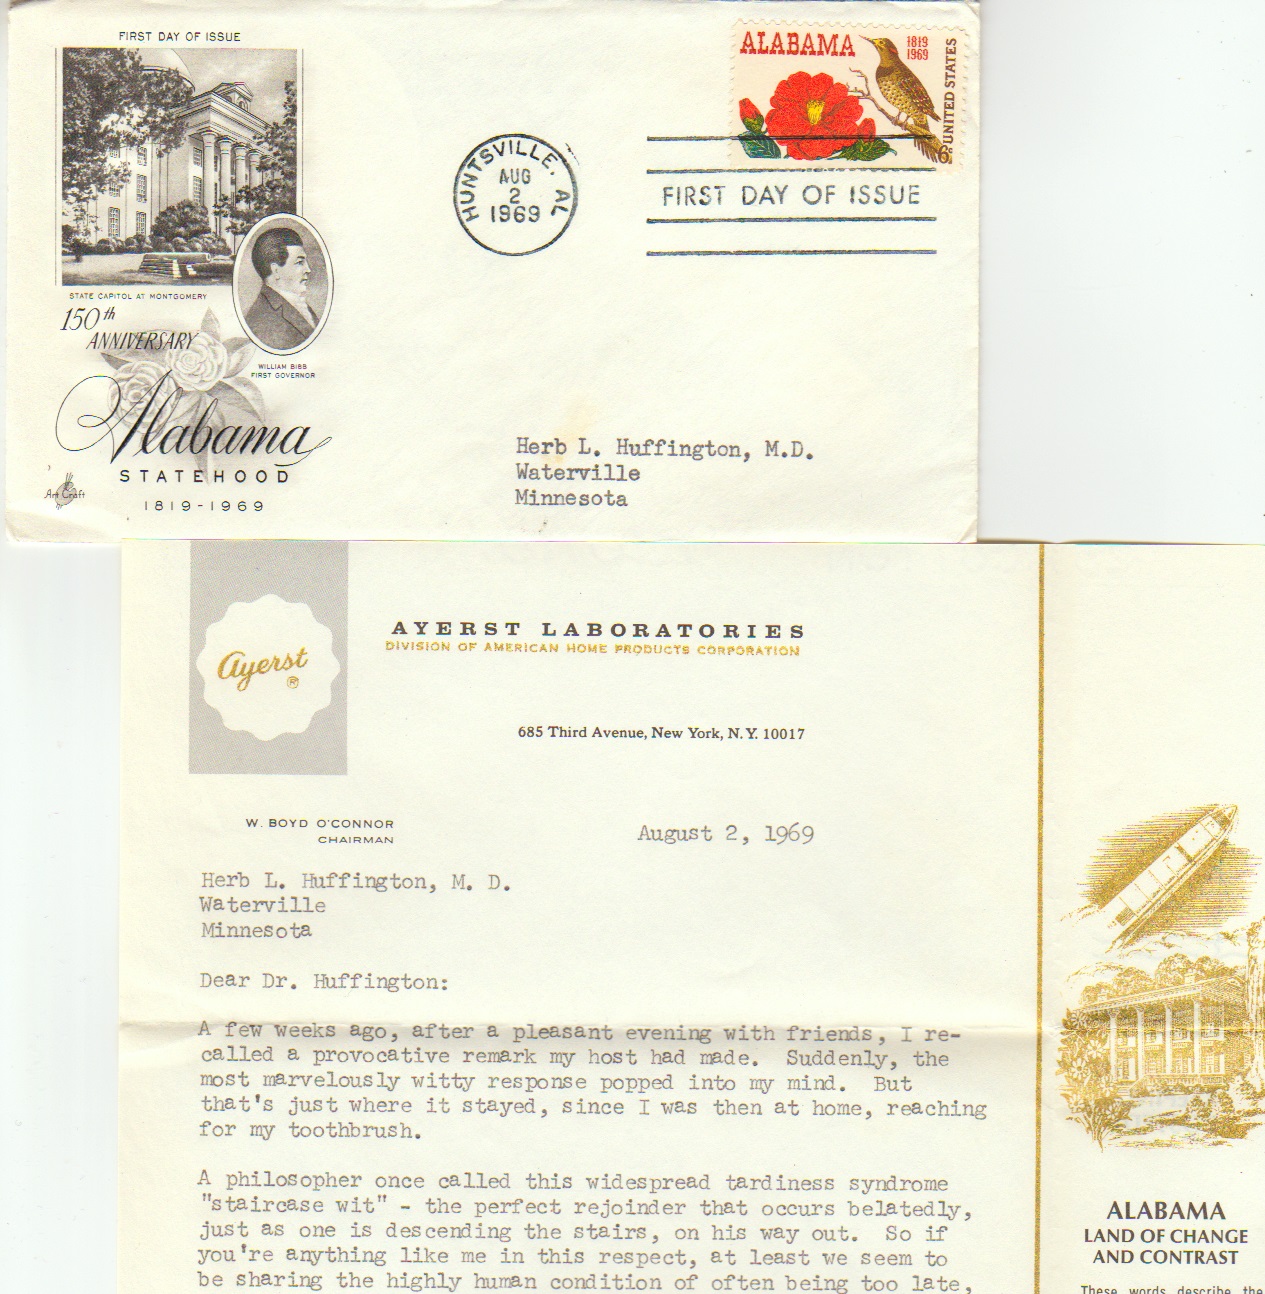 FIRST DAY OF ISSUE
STATE CAPITOL AT MONTGOMERY
150th
ANNIVERSARY
WILLIAM BIBB
FIRST GOVERNOR
Alabama
STATEHOOD
1819-1969
Art Craft
HUNTSVILLE, AL
AUG
2
1969
ALABAMA
1819
1969
UNITED STATES
6c
FIRST DAY OF ISSUE
Herb L. Huffington, M.D.
Waterville
Minnesota
Ayerst
®
AYERST LABORATORIES
DIVISION OF AMERICAN HOME PRODUCTS CORPORATION
685 Third Avenue, New York, N.Y. 10017
W. BOYD O'CONNOR
CHAIRMAN
August 2, 1969
Herb L. Huffington, M. D.
Waterville
Minnesota
Dear Dr. Huffington:
A few weeks ago, after a pleasant evening with friends, I re-
called a provocative remark my host had made. Suddenly, the
most marvelously witty response popped into my mind. But
that's just where it stayed, since I was then at home, reaching
for my toothbrush.
A philosopher once called this widespread tardiness syndrome
"staircase wit" - the perfect rejoinder that occurs belatedly,
just as one is descending the stairs, on his way out. So if
you're anything like me in this respect, at least we seem to
be sharing the highly human condition of often being too late,
ALABAMA
LAND OF CHANGE
AND CONTRAST
These words describe the